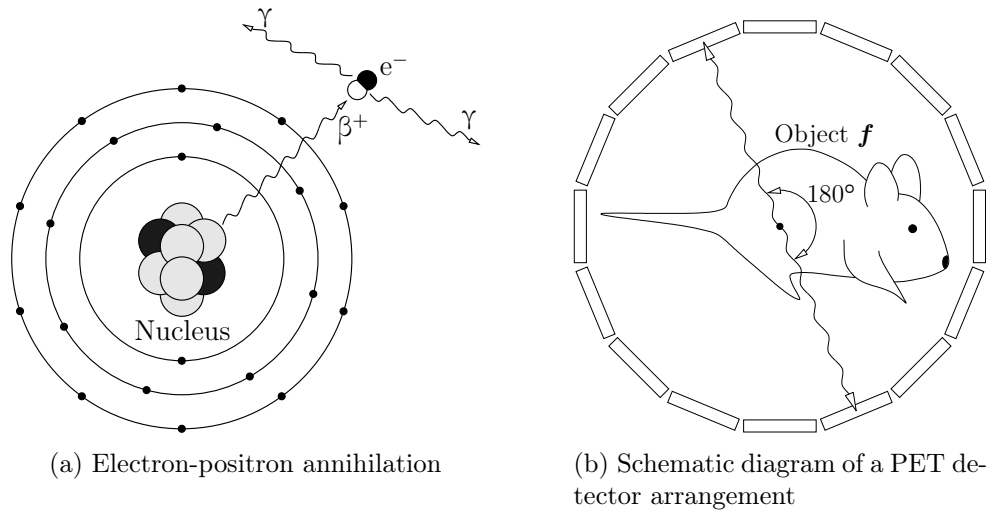 γ
e⁻
γ
β⁺
Nucleus
(a) Electron-positron annihilation
Object f
180°
(b) Schematic diagram of a PET de-
tector arrangement